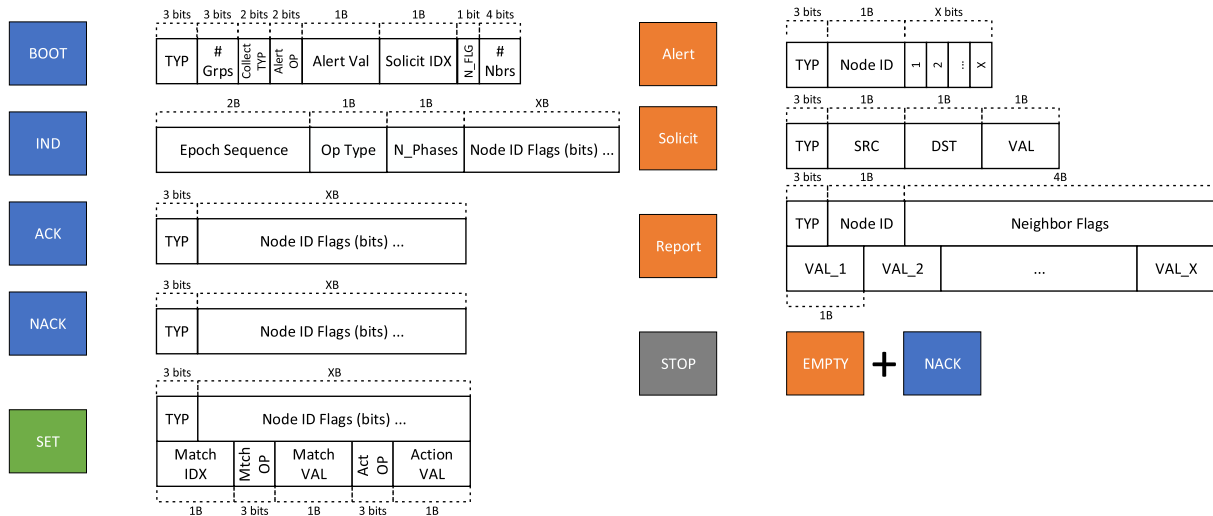 3 bits 3 bits 2 bits 2 bits 1B 1B 1 bit 4 bits
BOOT
TYP
#
Grps
Collect
TYP
Alert
OP
Alert Val
Solicit IDX
N_FLG
#
Nbrs
2B 1B 1B XB
IND
Epoch Sequence
Op Type
N_Phases
Node ID Flags (bits) ...
3 bits XB
ACK
TYP
Node ID Flags (bits) ...
3 bits XB
NACK
TYP
Node ID Flags (bits) ...
3 bits XB
SET
TYP
Node ID Flags (bits) ...
Match
IDX
Mtch
OP
Match
VAL
Act
OP
Action
VAL
1B 3 bits 1B 3 bits 1B
3 bits 1B X bits
Alert
TYP
Node ID
1
2
...
X
3 bits 1B 1B 1B
Solicit
TYP
SRC
DST
VAL
3 bits 1B 4B
Report
TYP
Node ID
Neighbor Flags
VAL_1
VAL_2
...
VAL_X
1B
STOP
EMPTY
+
NACK